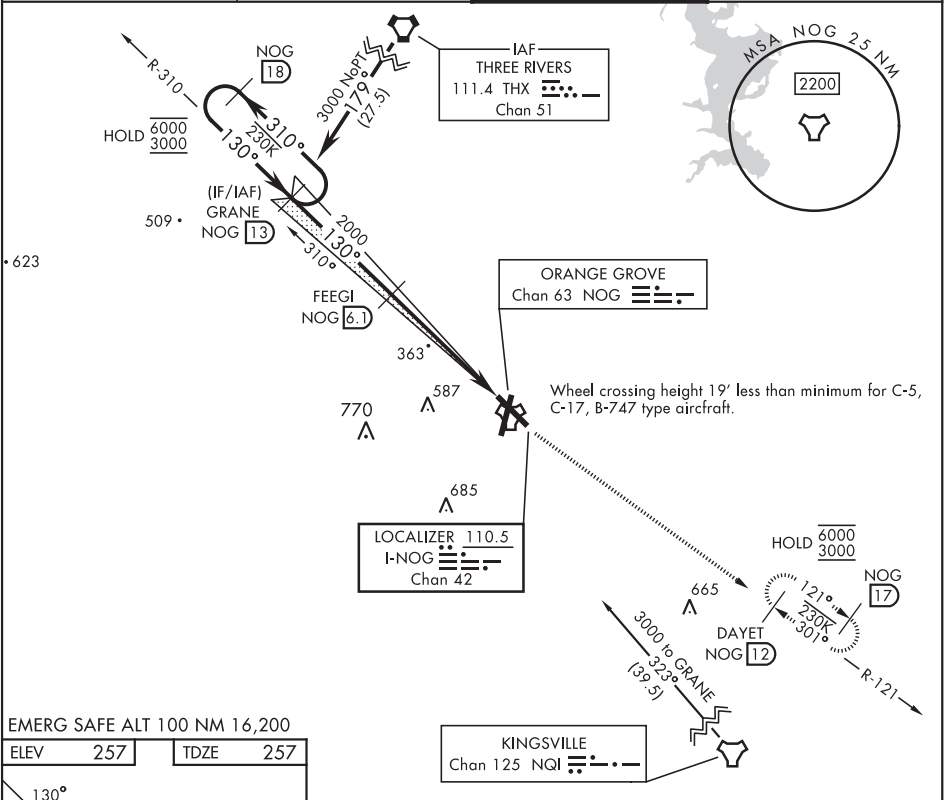 NOG
18
R-310
IAF
THREE RIVERS
111.4 THX
Chan 51
3000 NoPT
179°
(27.5)
MSA NOG 25 NM
2200
HOLD 6000
3000
310°
230K
130°
(IF/IAF)
GRANE
NOG 13
509
623
2000
130°
310°
FEEGI
NOG 6.1
ORANGE GROVE
Chan 63 NOG
363
587
770
Wheel crossing height 19' less than minimum for C-5,
C-17, B-747 type aircfraft.
685
LOCALIZER 110.5
I-NOG
Chan 42
HOLD 6000
3000
NOG
17
121°
230K
301°
665
DAYET
NOG 12
R-121
3000 to GRANE
323°
(39.5)
EMERG SAFE ALT 100 NM 16,200
ELEV 257
TDZE 257
KINGSVILLE
Chan 125 NQI
130°